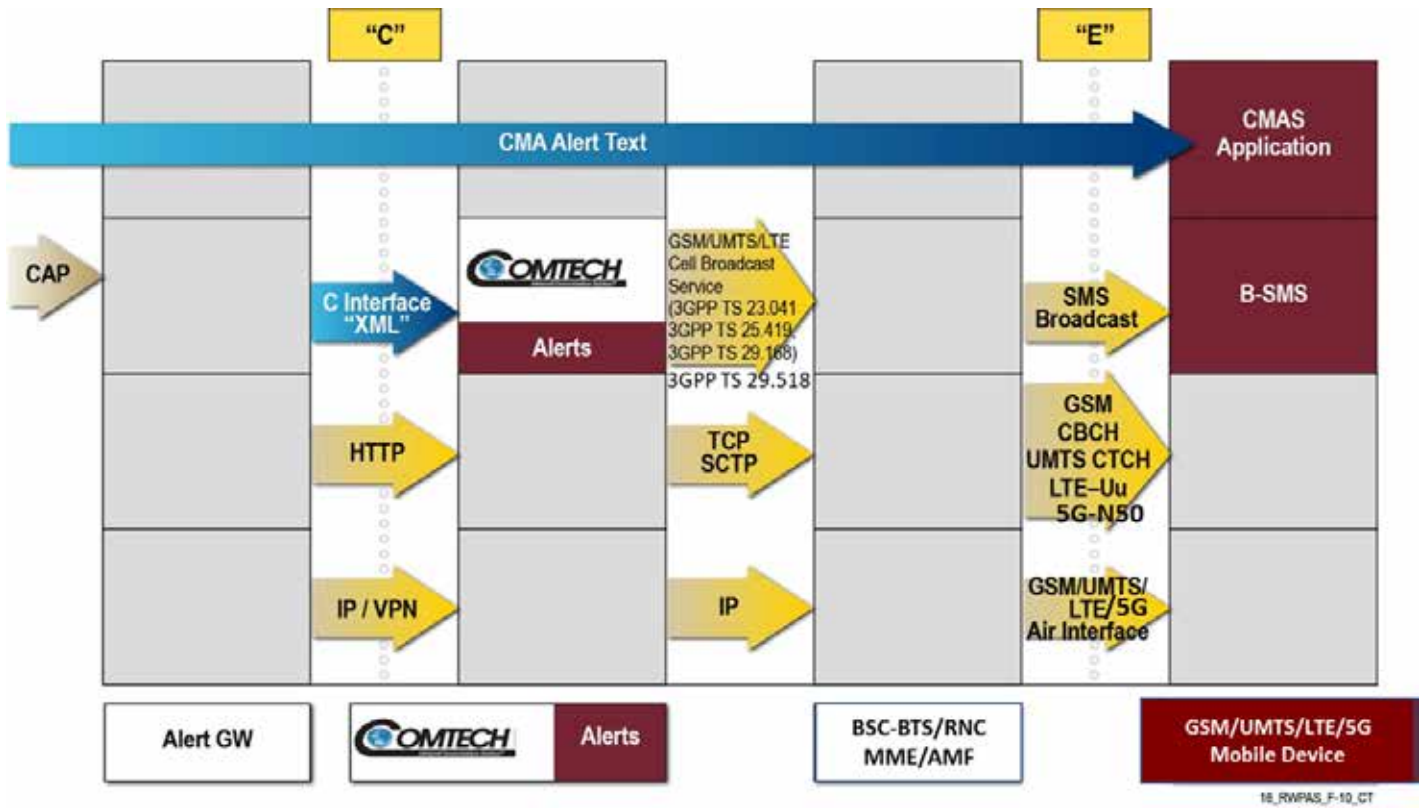 “C”
“E”
CMA Alert Text
CMAS
Application
CAP
C Interface
“XML”
COMTECH
Alerts
GSM/UMTS/LTE
Cell Broadcast
Service
(3GPP TS 23.041
3GPP TS 25.419,
3GPP TS 29.168)
3GPP TS 29.518
SMS
Broadcast
B-SMS
HTTP
TCP
SCTP
GSM
CBCH
UMTS CTCH
LTE–Uu
5G-N50
IP / VPN
IP
GSM/UMTS/
LTE/5G
Air Interface
Alert GW
COMTECH
Alerts
BSC-BTS/RNC
MME/AMF
GSM/UMTS/LTE/5G
Mobile Device
16_RWPAS_F-10_CT